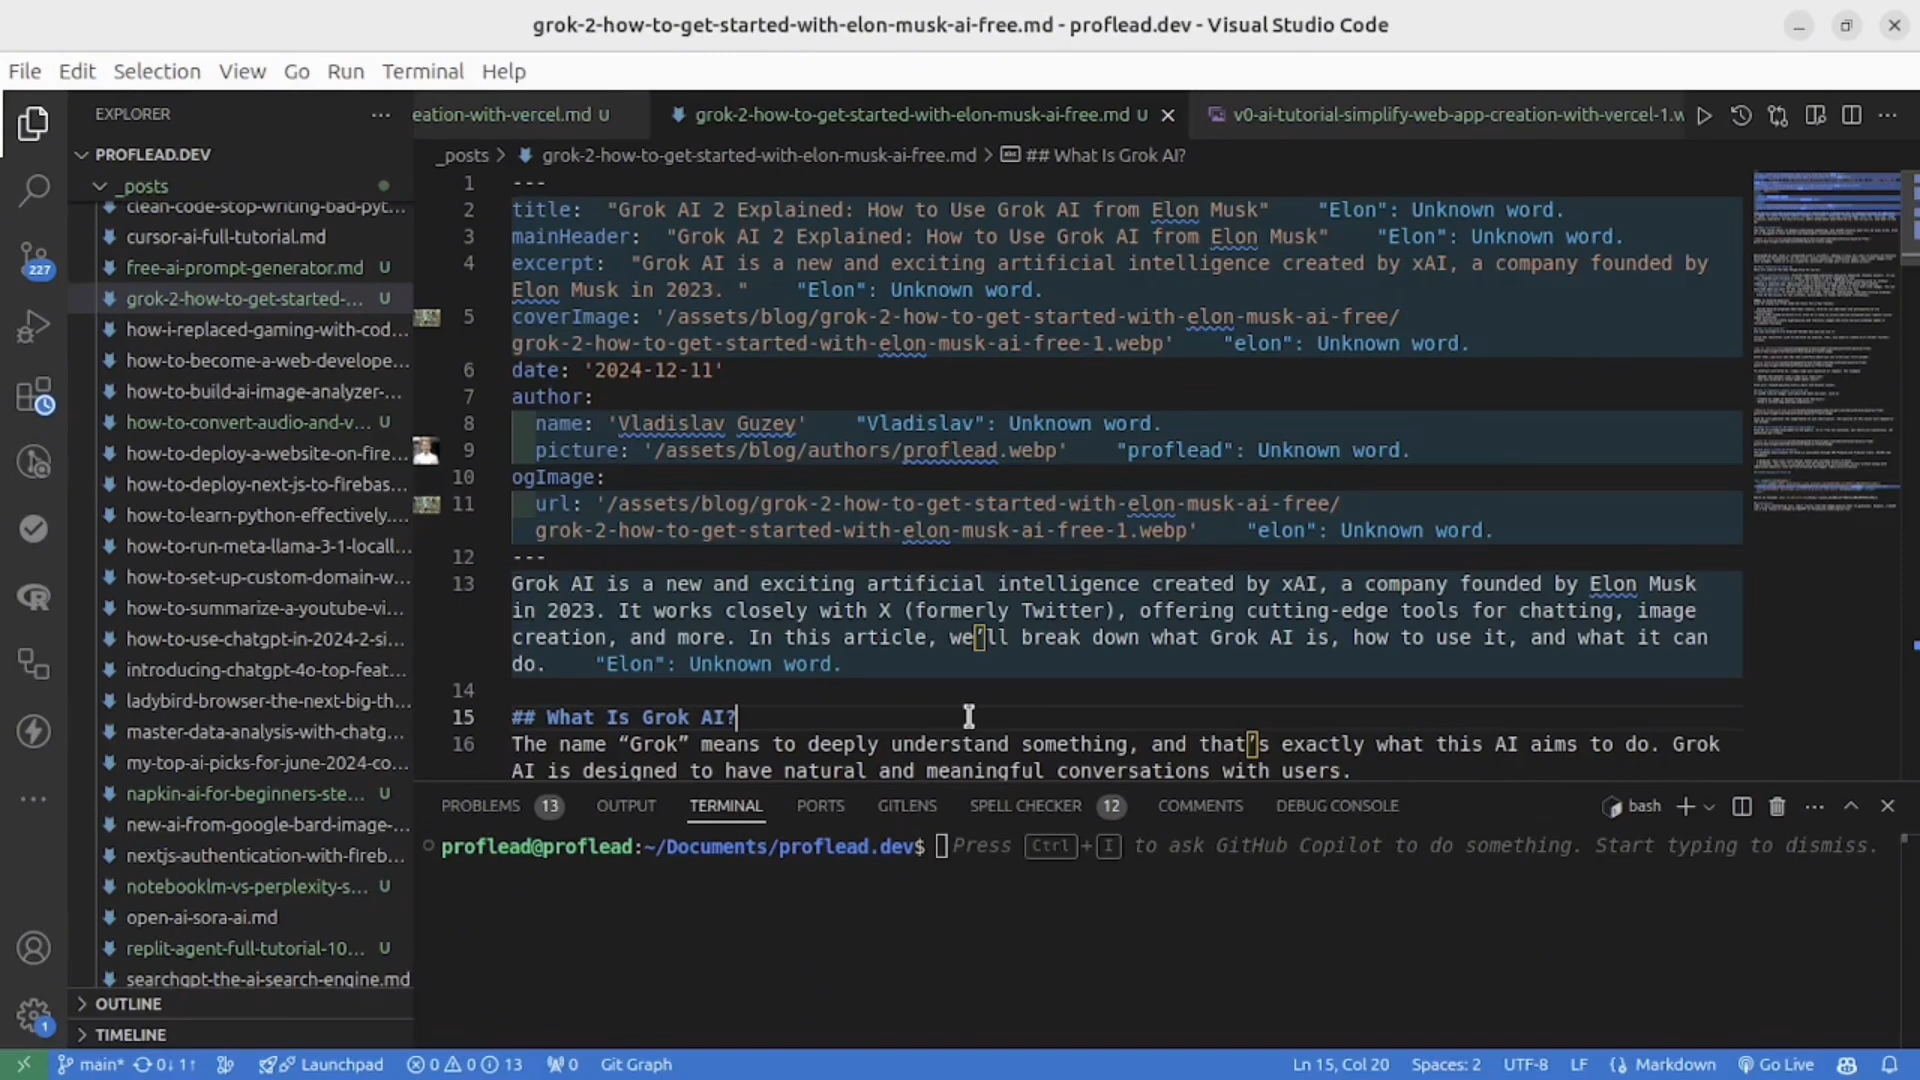 grok-2-how-to-get-started-with-elon-musk-ai-free.md - proflead.dev - Visual Studio Code
File Edit Selection View Go Run Terminal Help
EXPLORER
eation-with-vercel.md U
grok-2-how-to-get-started-with-elon-musk-ai-free.md U
v0-ai-tutorial-simplify-web-app-creation-with-vercel-1.w
PROFLEAD.DEV
_posts
clean-code-stop-writing-bad-pyt...
cursor-ai-full-tutorial.md
free-ai-prompt-generator.md U
grok-2-how-to-get-started-... U
how-i-replaced-gaming-with-cod...
how-to-become-a-web-develope...
how-to-build-ai-image-analyzer-...
how-to-convert-audio-and-v... U
how-to-deploy-a-website-on-fire...
how-to-deploy-next-js-to-firebas...
how-to-learn-python-effectively....
how-to-run-meta-llama-3-1-locall...
how-to-set-up-custom-domain-w...
how-to-summarize-a-youtube-vi...
how-to-use-chatgpt-in-2024-2-si...
introducing-chatgpt-4o-top-feat...
ladybird-browser-the-next-big-th...
master-data-analysis-with-chatg...
my-top-ai-picks-for-june-2024-co...
napkin-ai-for-beginners-ste... U
new-ai-from-google-bard-image-...
nextjs-authentication-with-fireb...
notebooklm-vs-perplexity-s... U
open-ai-sora-ai.md
replit-agent-full-tutorial-10... U
searchgpt-the-ai-search-engine.md
OUTLINE
TIMELINE
227
1
_posts > grok-2-how-to-get-started-with-elon-musk-ai-free.md > ## What Is Grok AI?
1 ---
2 title: "Grok AI 2 Explained: How to Use Grok AI from Elon Musk" "Elon": Unknown word.
3 mainHeader: "Grok AI 2 Explained: How to Use Grok AI from Elon Musk" "Elon": Unknown word.
4 excerpt: "Grok AI is a new and exciting artificial intelligence created by xAI, a company founded by
Elon Musk in 2023. " "Elon": Unknown word.
5 coverImage: '/assets/blog/grok-2-how-to-get-started-with-elon-musk-ai-free/
grok-2-how-to-get-started-with-elon-musk-ai-free-1.webp' "elon": Unknown word.
6 date: '2024-12-11'
7 author:
8 name: 'Vladislav Guzey' "Vladislav": Unknown word.
9 picture: '/assets/blog/authors/proflead.webp' "proflead": Unknown word.
10 ogImage:
11 url: '/assets/blog/grok-2-how-to-get-started-with-elon-musk-ai-free/
grok-2-how-to-get-started-with-elon-musk-ai-free-1.webp' "elon": Unknown word.
12 ---
13 Grok AI is a new and exciting artificial intelligence created by xAI, a company founded by Elon Musk
in 2023. It works closely with X (formerly Twitter), offering cutting-edge tools for chatting, image
creation, and more. In this article, we’ll break down what Grok AI is, how to use it, and what it can
do. "Elon": Unknown word.
14
15 ## What Is Grok AI?
16 The name “Grok” means to deeply understand something, and that’s exactly what this AI aims to do. Grok
AI is designed to have natural and meaningful conversations with users.
PROBLEMS 13 OUTPUT TERMINAL PORTS GITLENS SPELL CHECKER 12 COMMENTS DEBUG CONSOLE bash
proflead@proflead:~/Documents/proflead.dev$ Press Ctrl+I to ask GitHub Copilot to do something. Start typing to dismiss.
main* 0↓ 1↑ Launchpad 0 0 13 0 Git Graph Ln 15, Col 20 Spaces: 2 UTF-8 LF {} Markdown Go Live